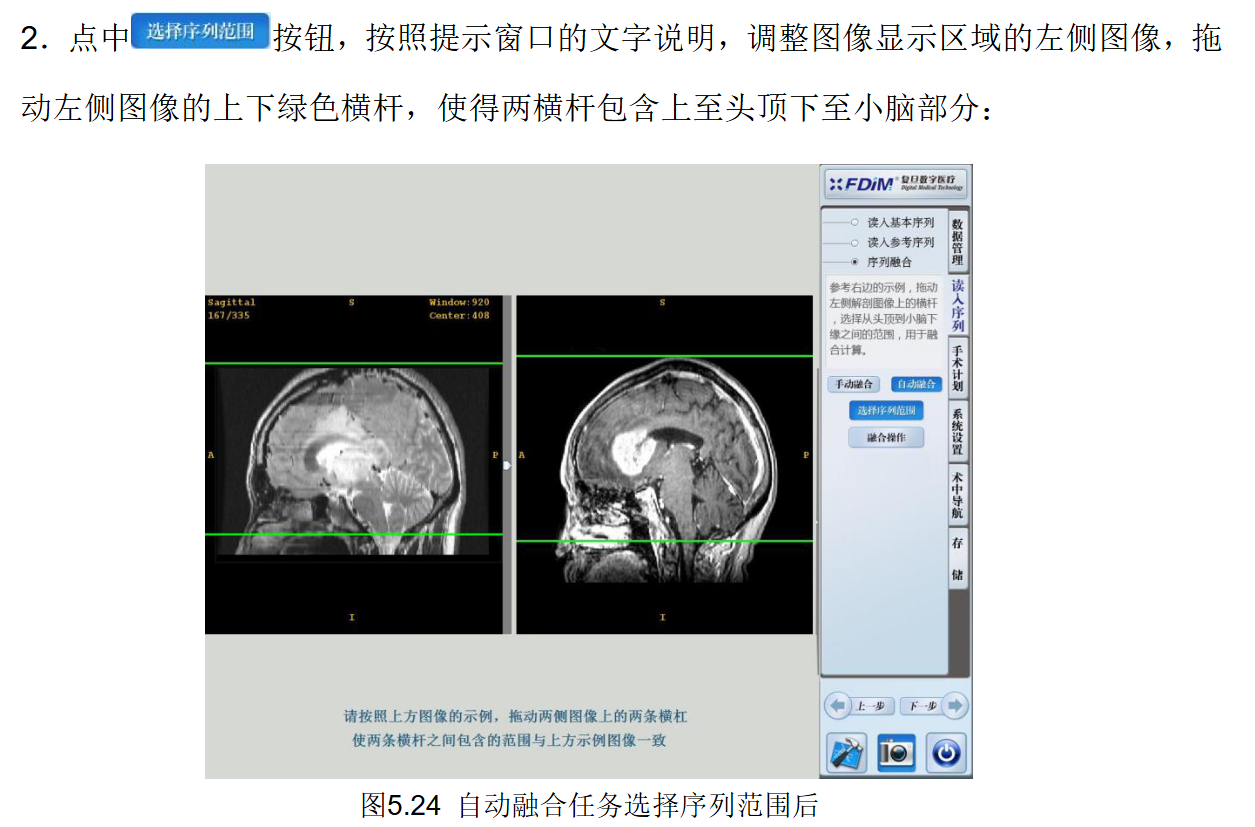 2. 点中 选择序列范围 按钮，按照提示窗口的文字说明，调整图像显示区域的左侧图像，拖
动左侧图像的上下绿色横杆，使得两横杆包含上至头顶下至小脑部分：
Sagittal
167/335
S
Window:920
Center:408
A
P
I
S
A
P
I
请按照上方图像的示例，拖动两侧图像上的两条横杠
使两条横杆之间包含的范围与上方示例图像一致
FDiM® 复旦数字医疗
Digital Medical Technology
读入基本序列
读入参考序列
序列融合
参考右边的示例，拖动
左侧解剖图像上的横杆
，选择从头顶到小脑下
缘之间的范围，用于融
合计算。
手动融合 自动融合
选择序列范围
融合操作
数据管理
读入序列
手术计划
系统设置
术中导航
存储
上一步 下一步
图5.24 自动融合任务选择序列范围后